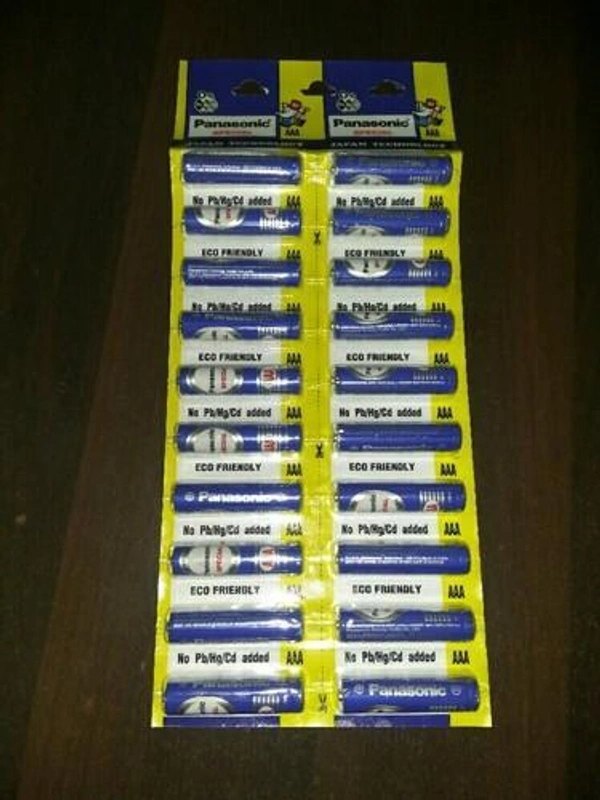 Panasonic Panasonic
SPECIAL AAA SPECIAL AAA
JAPAN TECHNOLOGY JAPAN TECHNOLOGY
No Pb/Hg/Cd added AAA No Pb/Hg/Cd added AAA
ECO FRIENDLY AAA ECO FRIENDLY AAA
No Pb/Hg/Cd added AAA No Pb/Hg/Cd added AAA
ECO FRIENDLY AAA ECO FRIENDLY AAA
No Pb/Hg/Cd added AAA No Pb/Hg/Cd added AAA
ECO FRIENDLY AAA ECO FRIENDLY AAA
Panasonic
No Pb/Hg/Cd added AAA No Pb/Hg/Cd added AAA
ECO FRIENDLY AAA ECO FRIENDLY AAA
No Pb/Hg/Cd added AAA No Pb/Hg/Cd added AAA
Panasonic